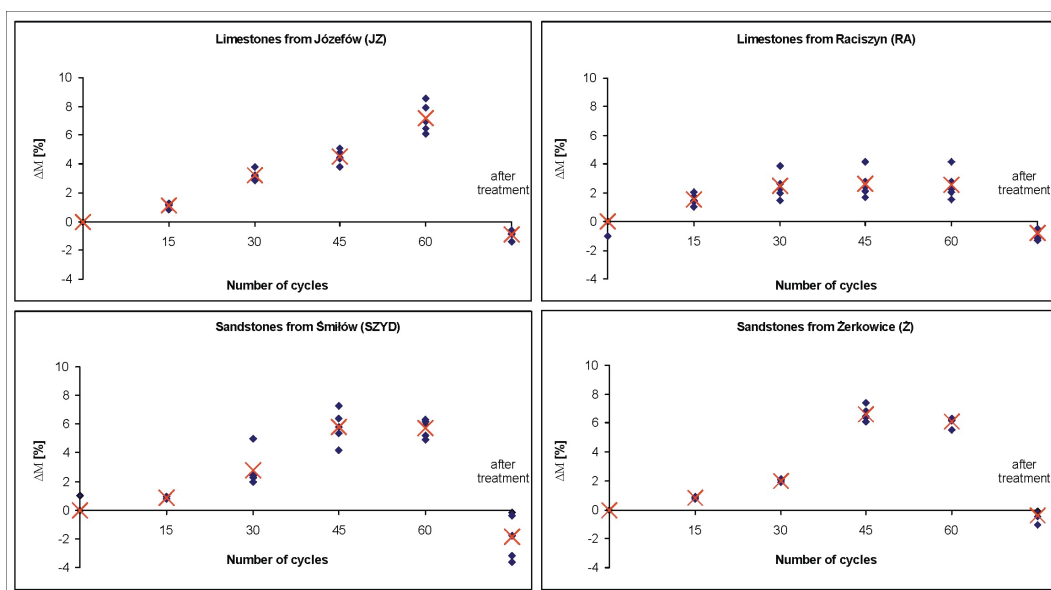 Limestones from Józefów (JZ)
10
8
6
4
2
0
-2
-4
ΔM [%]
15
30
45
60
after
treatment
Number of cycles
Limestones from Raciszyn (RA)
10
8
6
4
2
0
-2
-4
ΔM [%]
15
30
45
60
after
treatment
Number of cycles
Sandstones from Śmiłów (SZYD)
10
8
6
4
2
0
-2
-4
ΔM [%]
15
30
45
60
after
treatment
Number of cycles
Sandstones from Żerkowice (Ż)
10
8
6
4
2
0
-2
-4
ΔM [%]
15
30
45
60
after
treatment
Number of cycles